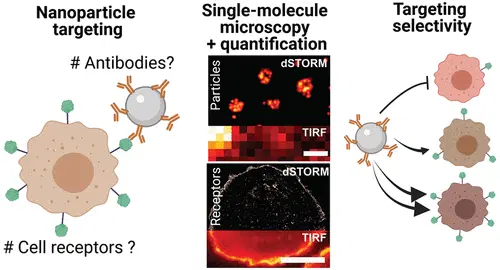 Nanoparticle
targeting
# Antibodies?
# Cell receptors ?
Single-molecule
microscopy
+ quantification
Particles
dSTORM
TIRF
Receptors
dSTORM
TIRF
Targeting
selectivity